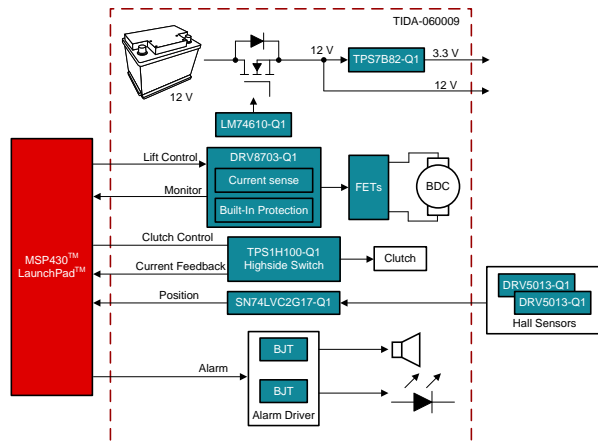 TIDA-060009
12 V
12 V
TPS7B82-Q1
3.3 V
12 V
LM74610-Q1
MSP430™
LaunchPad™
Lift Control
Monitor
DRV8703-Q1
Current sense
Built-In Protection
FETs
BDC
Clutch Control
Current Feedback
TPS1H100-Q1
Highside Switch
Clutch
Position
SN74LVC2G17-Q1
DRV5013-Q1
DRV5013-Q1
Hall Sensors
Alarm
BJT
BJT
Alarm Driver